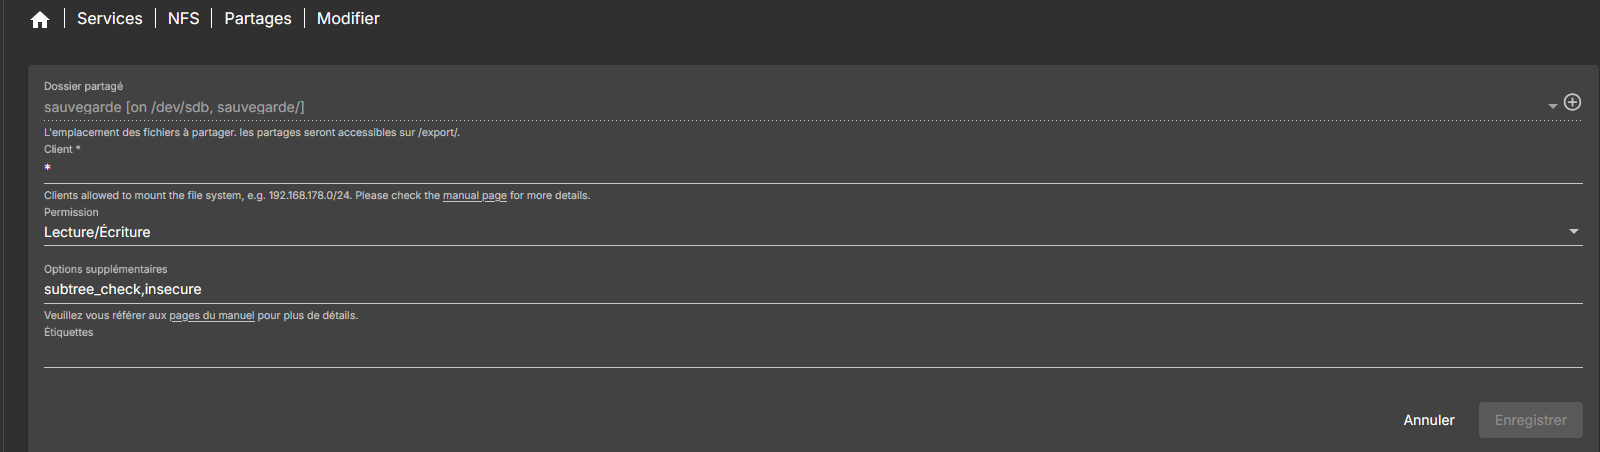 Services | NFS | Partages | Modifier
Dossier partagé
sauvegarde [on /dev/sdb, sauvegarde/]
L'emplacement des fichiers à partager. les partages seront accessibles sur /export/.
Client *
*
Clients allowed to mount the file system, e.g. 192.168.178.0/24. Please check the manual page for more details.
Permission
Lecture/Écriture
Options supplémentaires
subtree_check,insecure
Veuillez vous référer aux pages du manuel pour plus de détails.
Étiquettes
Annuler Enregistrer